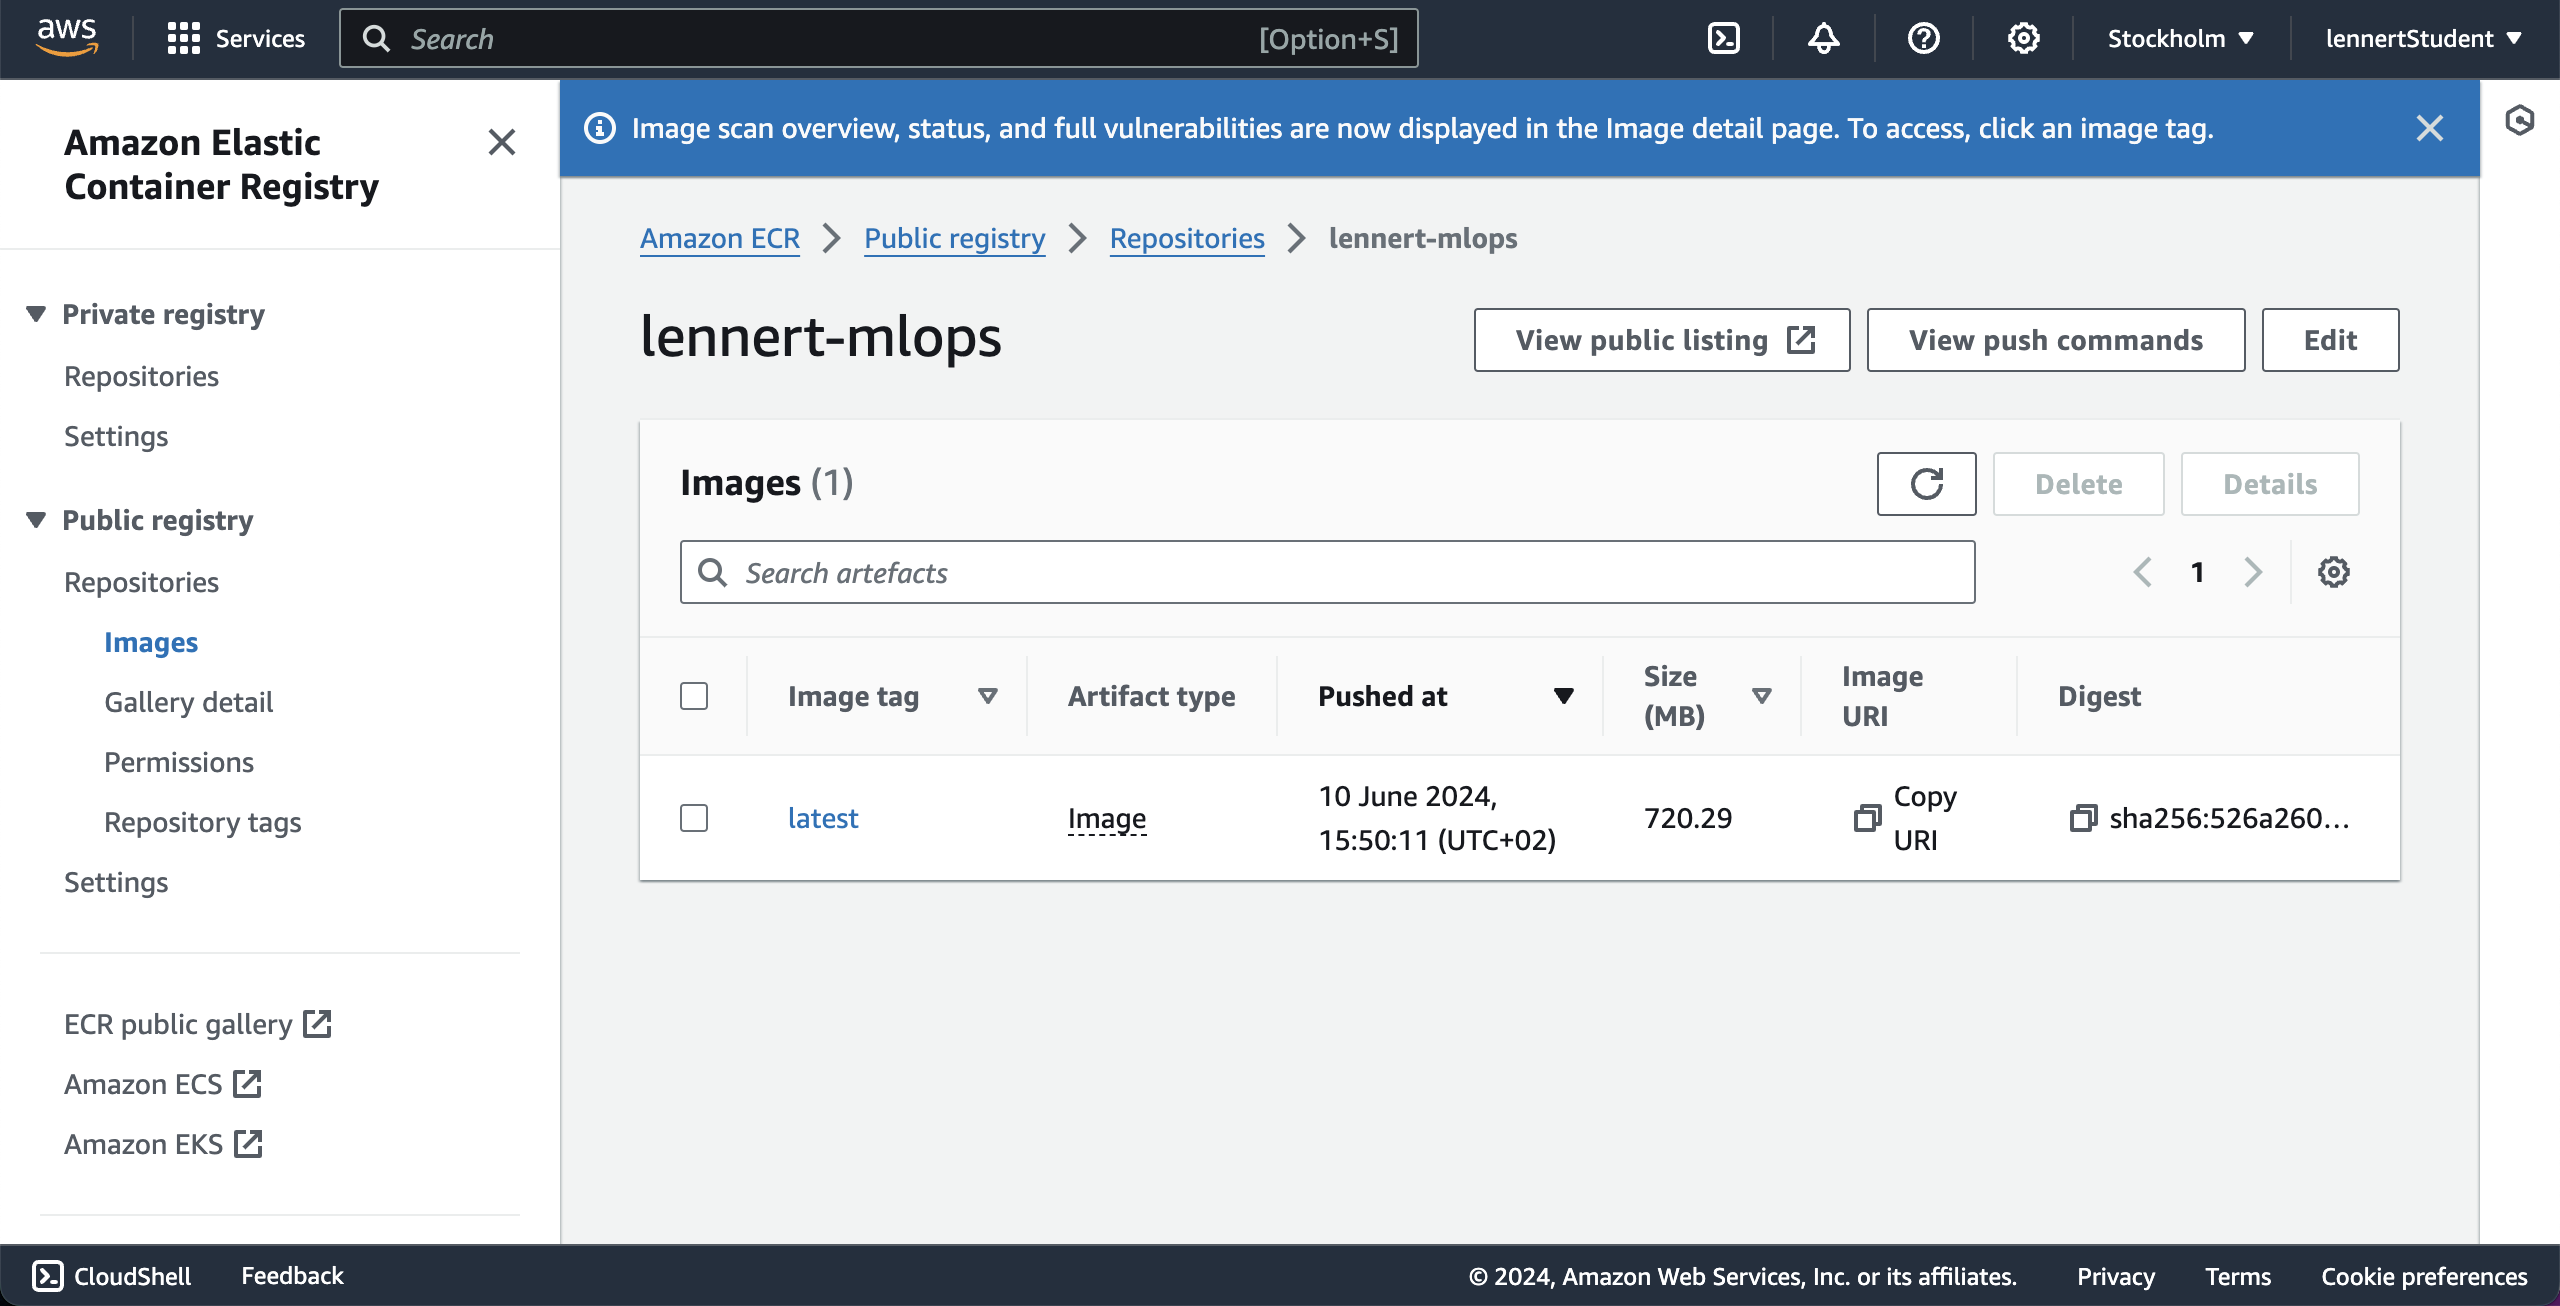 aws
Services
Search
[Option+S]
Stockholm
lennertStudent
Amazon Elastic
Container Registry
Private registry
Repositories
Settings
Public registry
Repositories
Images
Gallery detail
Permissions
Repository tags
Settings
ECR public gallery
Amazon ECS
Amazon EKS
Image scan overview, status, and full vulnerabilities are now displayed in the Image detail page. To access, click an image tag.
Amazon ECR
Public registry
Repositories
lennert-mlops
lennert-mlops
View public listing
View push commands
Edit
Images (1)
Delete
Details
Search artefacts
1
Image tag
Artifact type
Pushed at
Size
(MB)
Image
URI
Digest
latest
Image
10 June 2024,
15:50:11 (UTC+02)
720.29
Copy
URI
sha256:526a260...
CloudShell
Feedback
© 2024, Amazon Web Services, Inc. or its affiliates.
Privacy
Terms
Cookie preferences